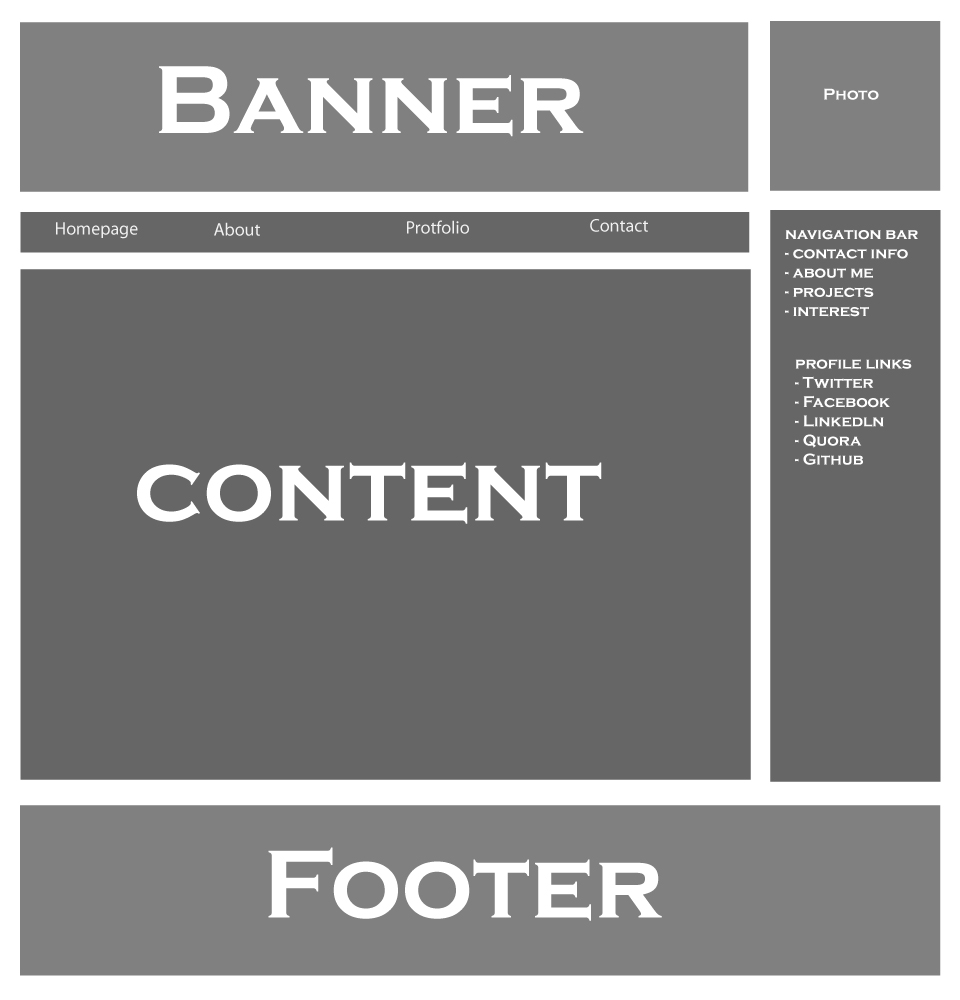 Banner
Photo
Homepage About Protfolio Contact
NAVIGATION BAR
- CONTACT INFO
- ABOUT ME
- PROJECTS
- INTEREST
PROFILE LINKS
- Twitter
- Facebook
- Linkedln
- Quora
- Github
CONTENT
Footer